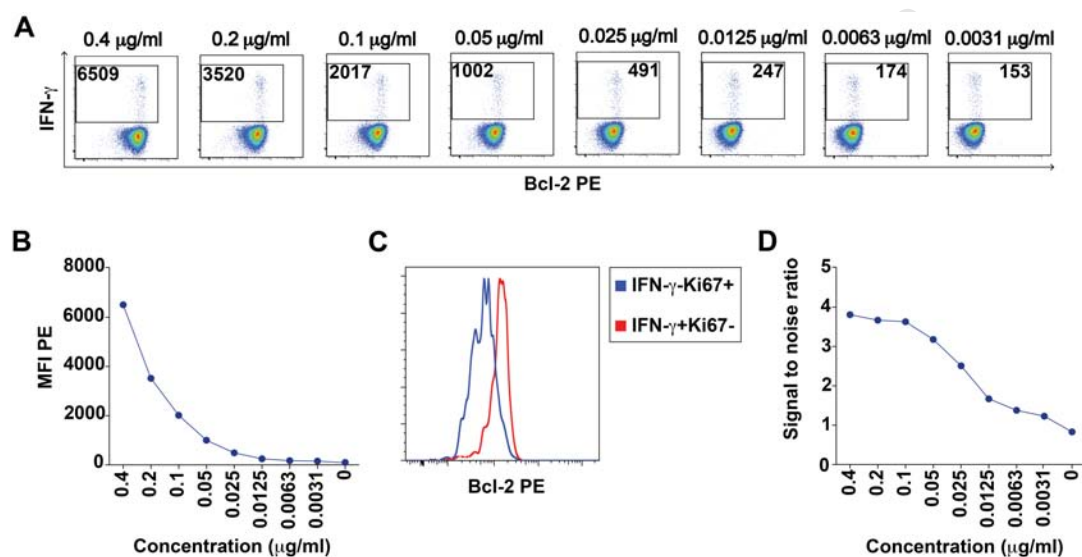 A
0.4 μg/ml 0.2 μg/ml 0.1 μg/ml 0.05 μg/ml 0.025 μg/ml 0.0125 μg/ml 0.0063 μg/ml 0.0031 μg/ml
6509 3520 2017 1002 491 247 174 153
IFN-γ
Bcl-2 PE
B
8000
6000
4000
2000
0
MFI PE
0.4 0.2 0.1 0.05 0.025 0.0125 0.0063 0.0031 0
Concentration (μg/ml)
C
IFN-γ-Ki67+
IFN-γ+Ki67-
Bcl-2 PE
D
5
4
3
2
1
0
Signal to noise ratio
0.4 0.2 0.1 0.05 0.025 0.0125 0.0063 0.0031 0
Concentration (μg/ml)